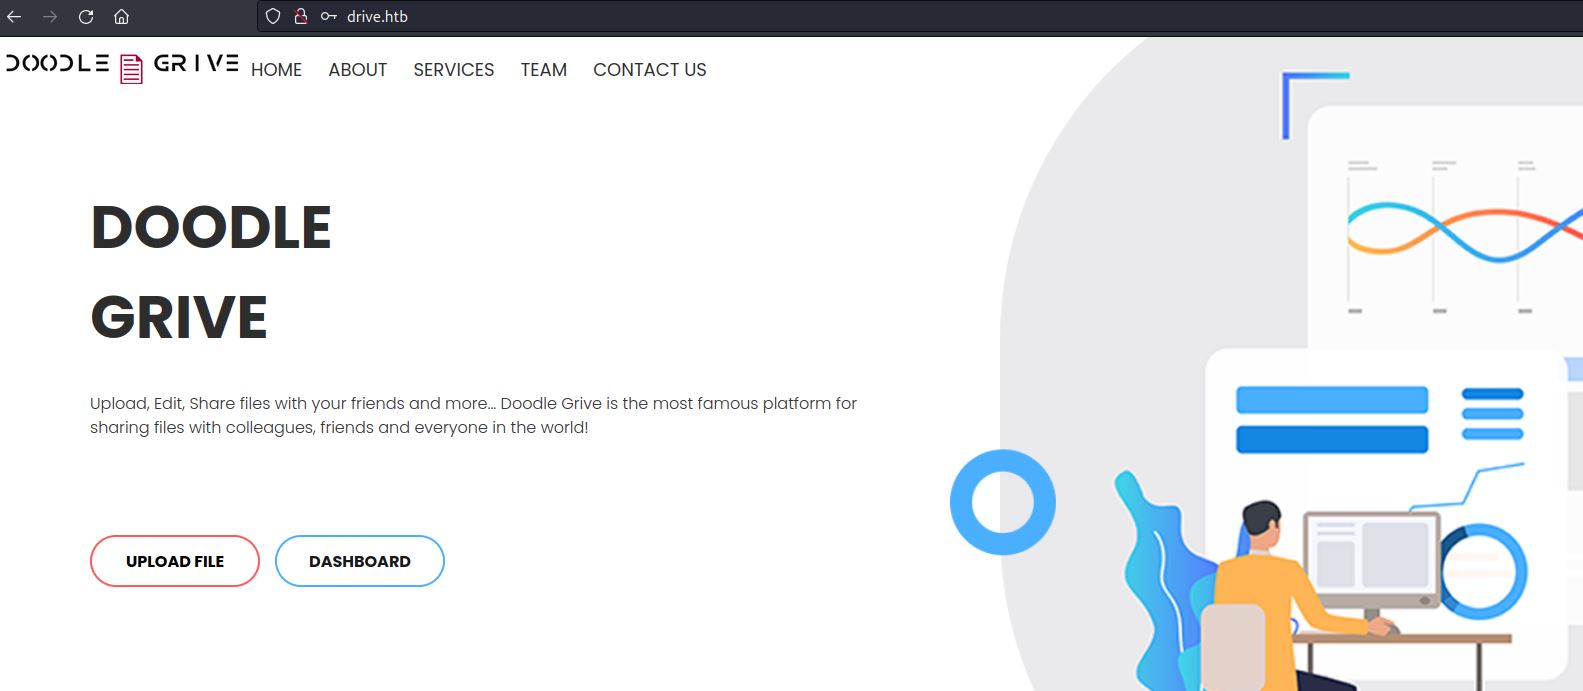 drive.htb
DOODLE GRIVE HOME ABOUT SERVICES TEAM CONTACT US
DOODLE
GRIVE
Upload, Edit, Share files with your friends and more... Doodle Grive is the most famous platform for
sharing files with colleagues, friends and everyone in the world!
UPLOAD FILE DASHBOARD